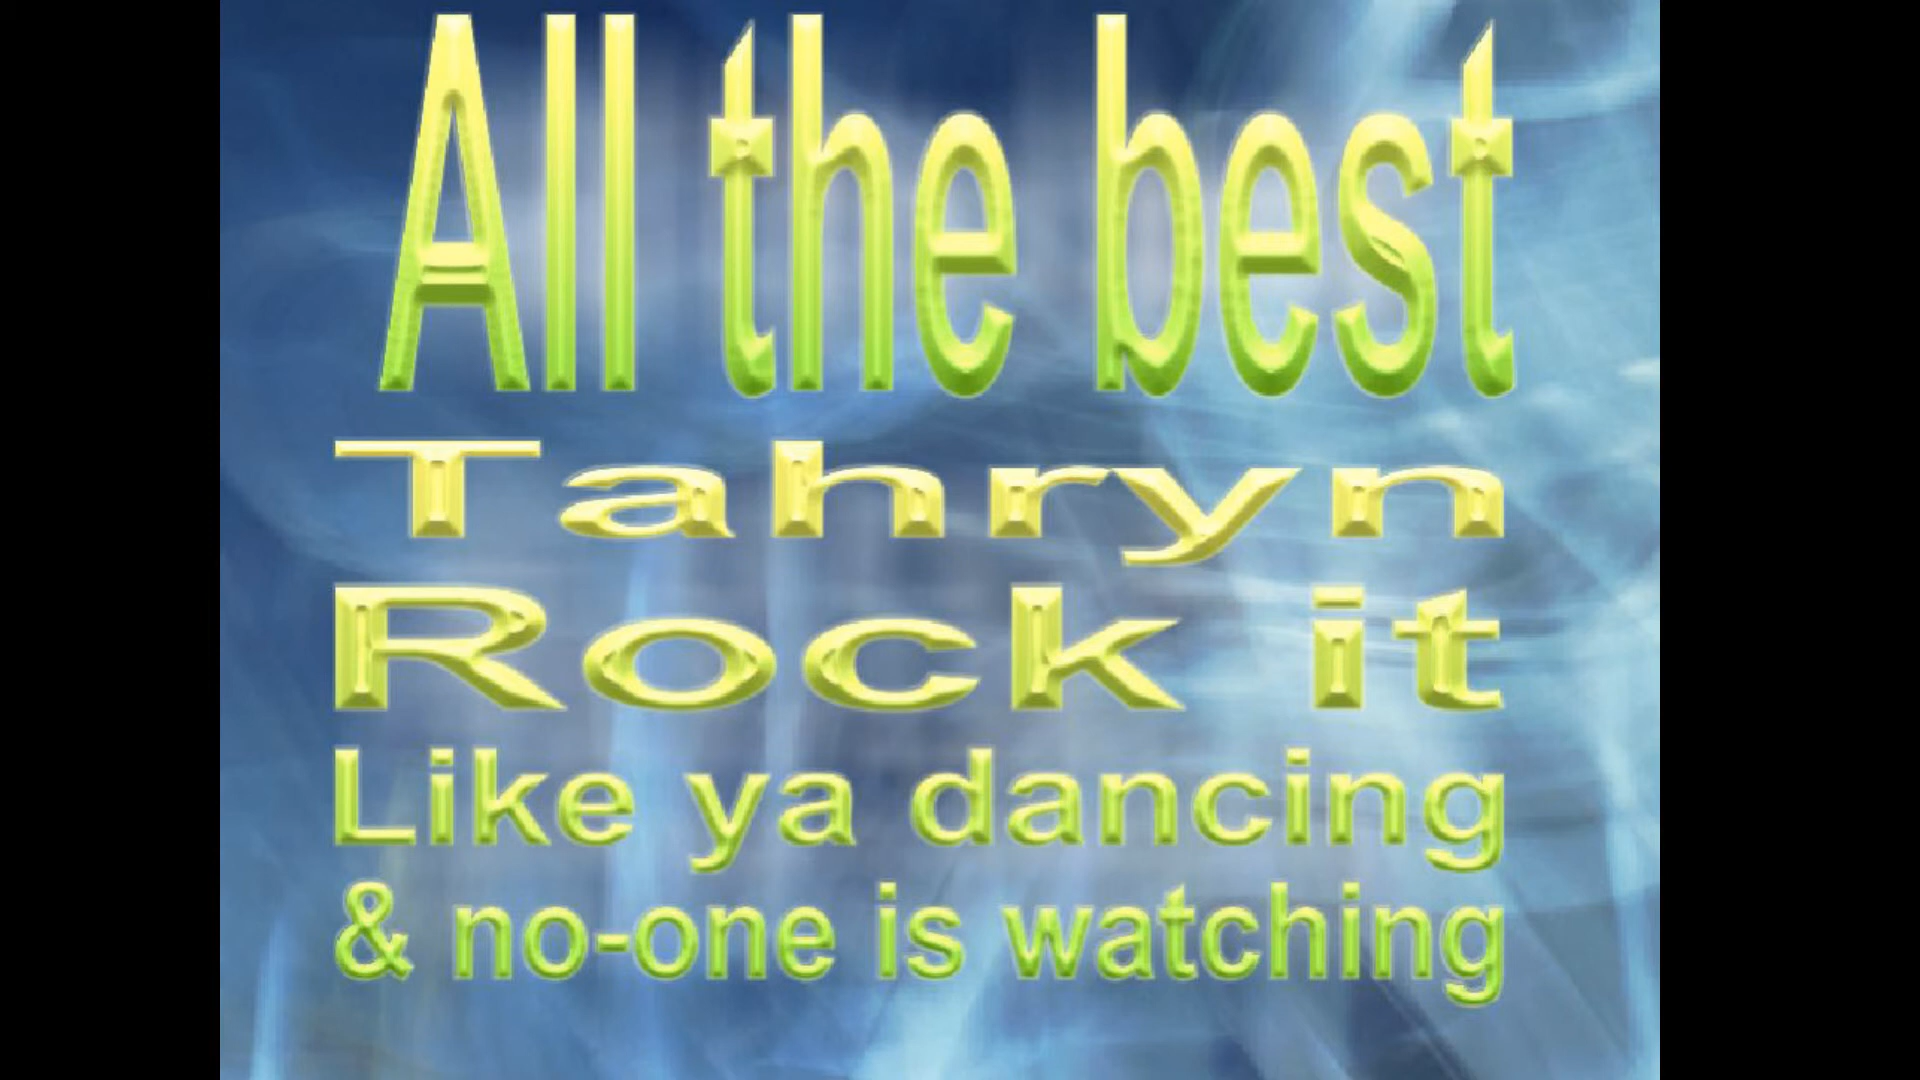 All the best
Tahryn
Rock it
Like ya dancing
& no-one is watching